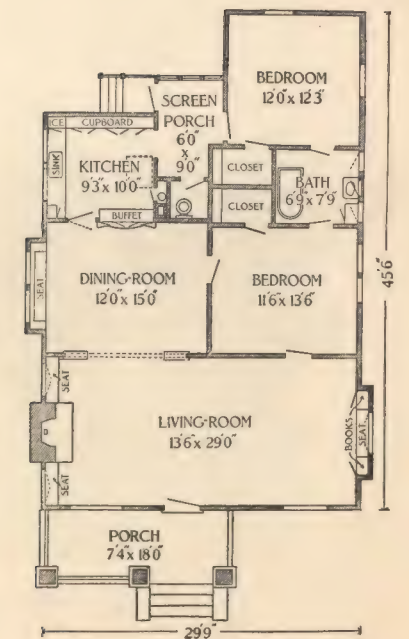 BEDROOM
12'0" x 12'3"
SCREEN
PORCH
6'0"
x
9'0"
ICE
CUPBOARD
SINK
KITCHEN
9'3" x 10'0"
CLOSET
CLOSET
BATH
6'9" x 7'9"
BUFFET
SEAT
DINING-ROOM
12'0" x 15'0"
BEDROOM
11'6" x 13'6"
45'6"
SEAT
LIVING-ROOM
13'6" x 29'0"
BOOKS
SEAT
SEAT
PORCH
7'4" x 18'0"
29'9"